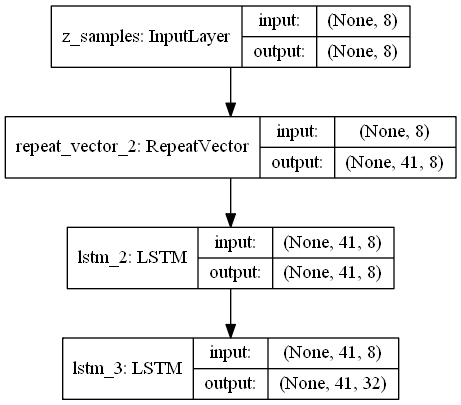 z_samples: InputLayer
input: (None, 8)
output: (None, 8)
repeat_vector_2: RepeatVector
input: (None, 8)
output: (None, 41, 8)
lstm_2: LSTM
input: (None, 41, 8)
output: (None, 41, 8)
lstm_3: LSTM
input: (None, 41, 8)
output: (None, 41, 32)